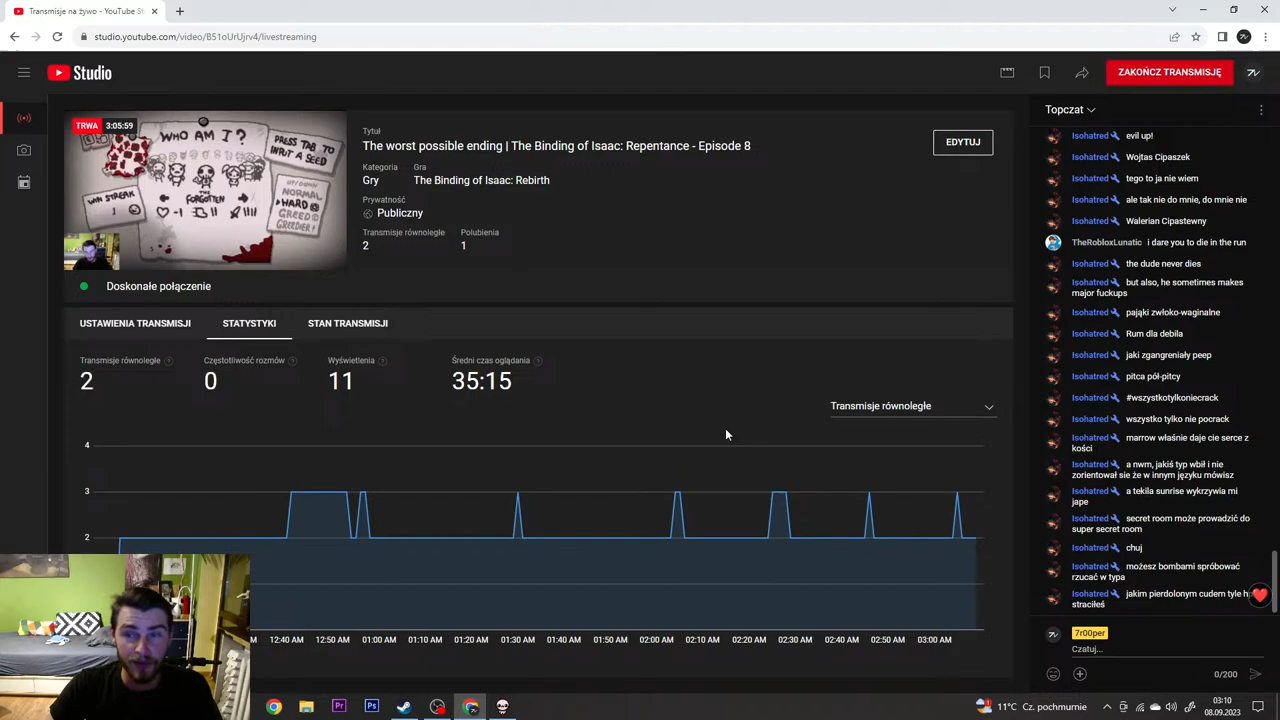 Transmisje na żywo - YouTube St
studio.youtube.com/video/B51oUrUjrv4/livestreaming
Studio
ZAKOŃCZ TRANSMISJĘ
TRWA 3:05:59
WHO AM I?
PRESS TAB TO
INPUT A SEED
WIN STREAK
THE
FORGOTTEN
NORMAL
HARD
GREED
GREEDIER!
Tytuł
The worst possible ending | The Binding of Isaac: Repentance - Episode 8
EDYTUJ
Kategoria Gra
Gry The Binding of Isaac: Rebirth
Prywatność
Publiczny
Transmisje równoległe Polubienia
2 1
Doskonałe połączenie
USTAWIENIA TRANSMISJI STATYSTYKI STAN TRANSMISJI
Transmisje równoległe Częstotliwość rozmów Wyświetlenia Średni czas oglądania
2 0 11 35:15
Transmisje równoległe
4
3
2
12:40 AM 12:50 AM 01:00 AM 01:10 AM 01:20 AM 01:30 AM 01:40 AM 01:50 AM 02:00 AM 02:10 AM 02:20 AM 02:30 AM 02:40 AM 02:50 AM 03:00 AM
Topczat
Isohatred evil up!
Isohatred Wojtas Cipaszek
Isohatred tego to ja nie wiem
Isohatred ale tak nie do mnie, do mnie nie
Isohatred Walerian Cipastewny
TheRobloxLunatic i dare you to die in the run
Isohatred the dude never dies
Isohatred but also, he sometimes makes
major fuckups
Isohatred pająki zwłoko-waginalne
Isohatred Rum dla debila
Isohatred jaki zgangreniały peep
Isohatred pitca pół-pitcy
Isohatred #wszystkotylkoniecrack
Isohatred wszystko tylko nie pocrack
Isohatred marrow właśnie daje cie serce z
kości
Isohatred a nwm, jakiś typ wbił i nie
zorientował sie że w innym języku mówisz
Isohatred a tekila sunrise wykrzywia mi
jape
Isohatred secret room może prowadzić do
super secret room
Isohatred chuj
Isohatred możesz bombami spróbować
rzucać w typa
Isohatred jakim pierdolonym cudem tyle
straciłeś
7r00per
Czatuj...
0/200
11°C Cz. pochmurnie
03:10
08.09.2023